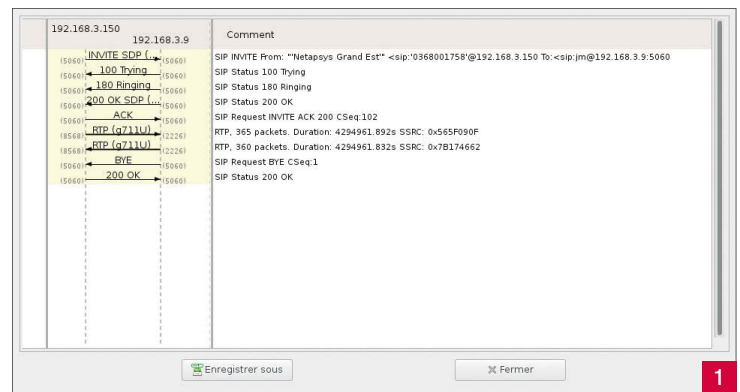 192.168.3.150
192.168.3.9
Comment
(5060) INVITE SDP (... (5060) SIP INVITE From: "'Netapsys Grand Est'" <sip:'0368001758'@192.168.3.150 To:<sip:jm@192.168.3.9:5060
(5060) 100 Trying (5060) SIP Status 100 Trying
(5060) 180 Ringing (5060) SIP Status 180 Ringing
(5060) 200 OK SDP (... (5060) SIP Status 200 OK
(5060) ACK (5060) SIP Request INVITE ACK 200 CSeq:102
(8568) RTP (g711U) (2226) RTP, 365 packets. Duration: 4294961.892s SSRC: 0x565F090F
(8568) RTP (g711U) (2226) RTP, 360 packets. Duration: 4294961.832s SSRC: 0x7B174662
(5060) BYE (5060) SIP Request BYE CSeq:1
(5060) 200 OK (5060) SIP Status 200 OK
Enregistrer sous
Fermer
1